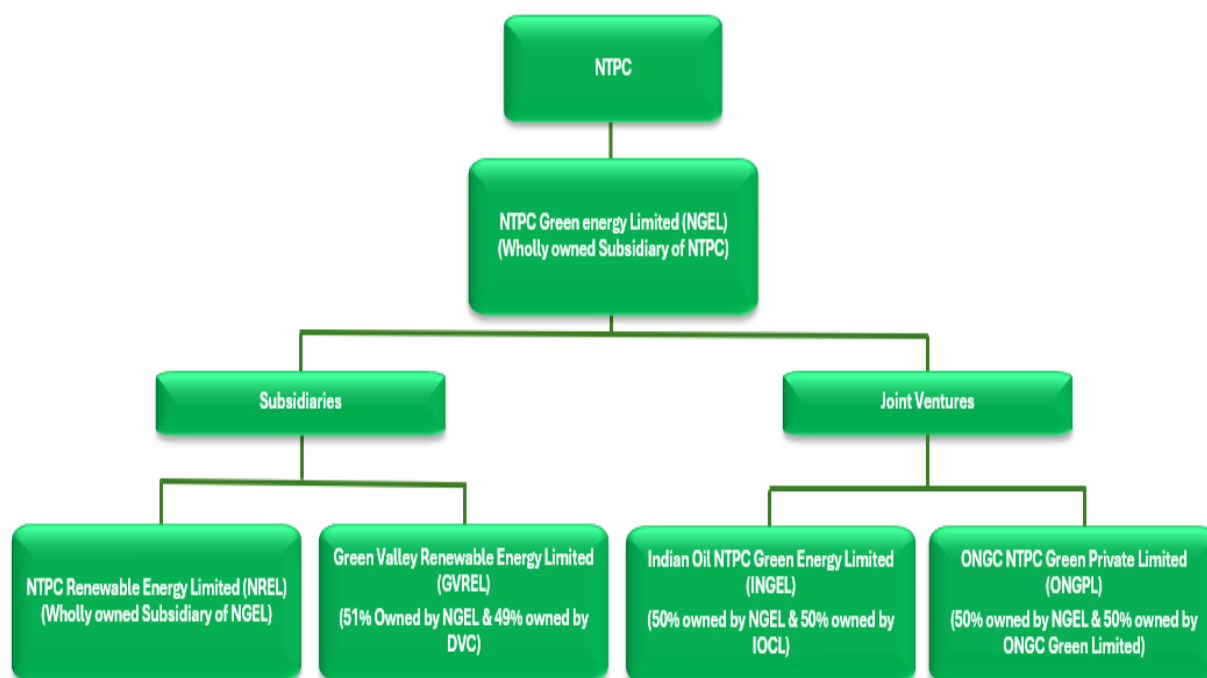 NTPC
NTPC Green energy Limited (NGEL)
(Wholly owned Subsidiary of NTPC)
Subsidiaries
Joint Ventures
NTPC Renewable Energy Limited (NREL)
(Wholly owned Subsidiary of NGEL)
Green Valley Renewable Energy Limited
(GVREL)
(51% Owned by NGEL & 49% owned by
DVC)
Indian Oil NTPC Green Energy Limited
(INGEL)
(50% owned by NGEL & 50% owned by
IOCL)
ONGC NTPC Green Private Limited
(ONGPL)
(50% owned by NGEL & 50% owned by
ONGC Green Limited)